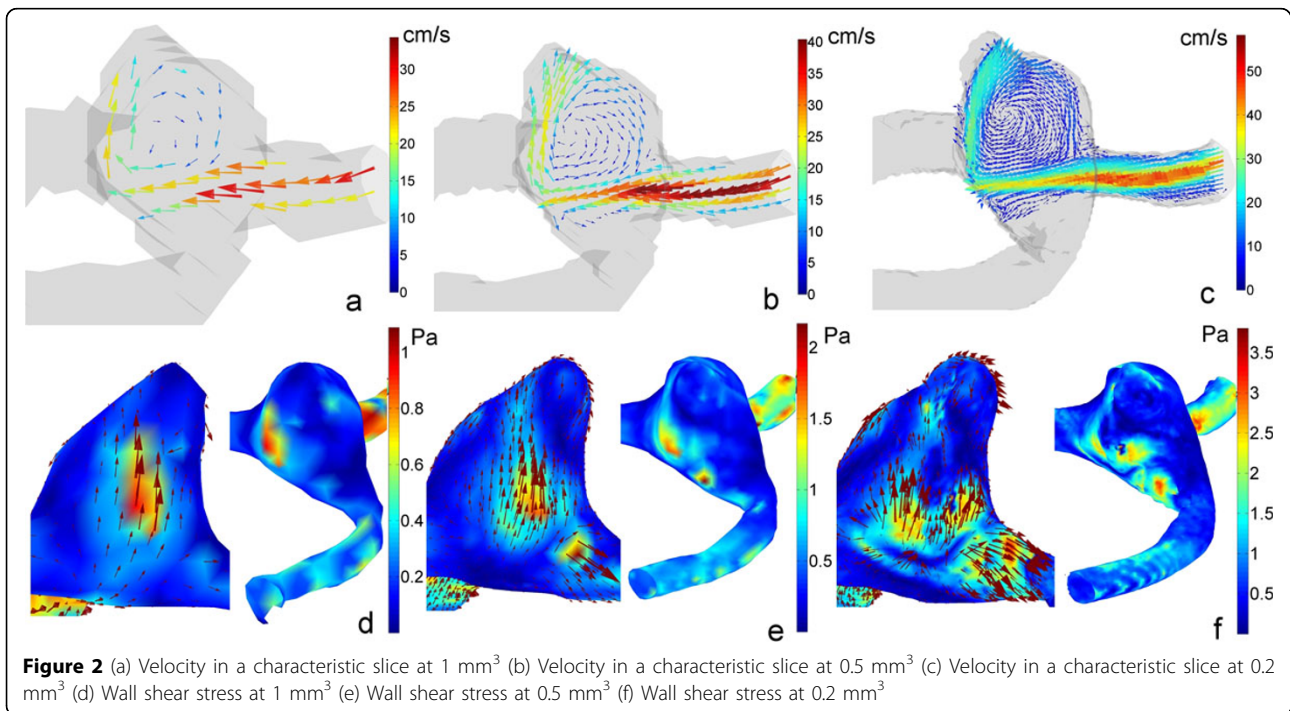 cm/s
30
25
20
15
10
5
0
a
cm/s
40
35
30
25
20
15
10
5
0
b
cm/s
50
40
30
20
10
0
c
Pa
1
0.8
0.6
0.4
0.2
d
Pa
2
1.5
1
0.5
e
Pa
3.5
3
2.5
2
1.5
1
0.5
f
Figure 2 (a) Velocity in a characteristic slice at 1 mm³ (b) Velocity in a characteristic slice at 0.5 mm³ (c) Velocity in a characteristic slice at 0.2
mm³ (d) Wall shear stress at 1 mm³ (e) Wall shear stress at 0.5 mm³ (f) Wall shear stress at 0.2 mm³